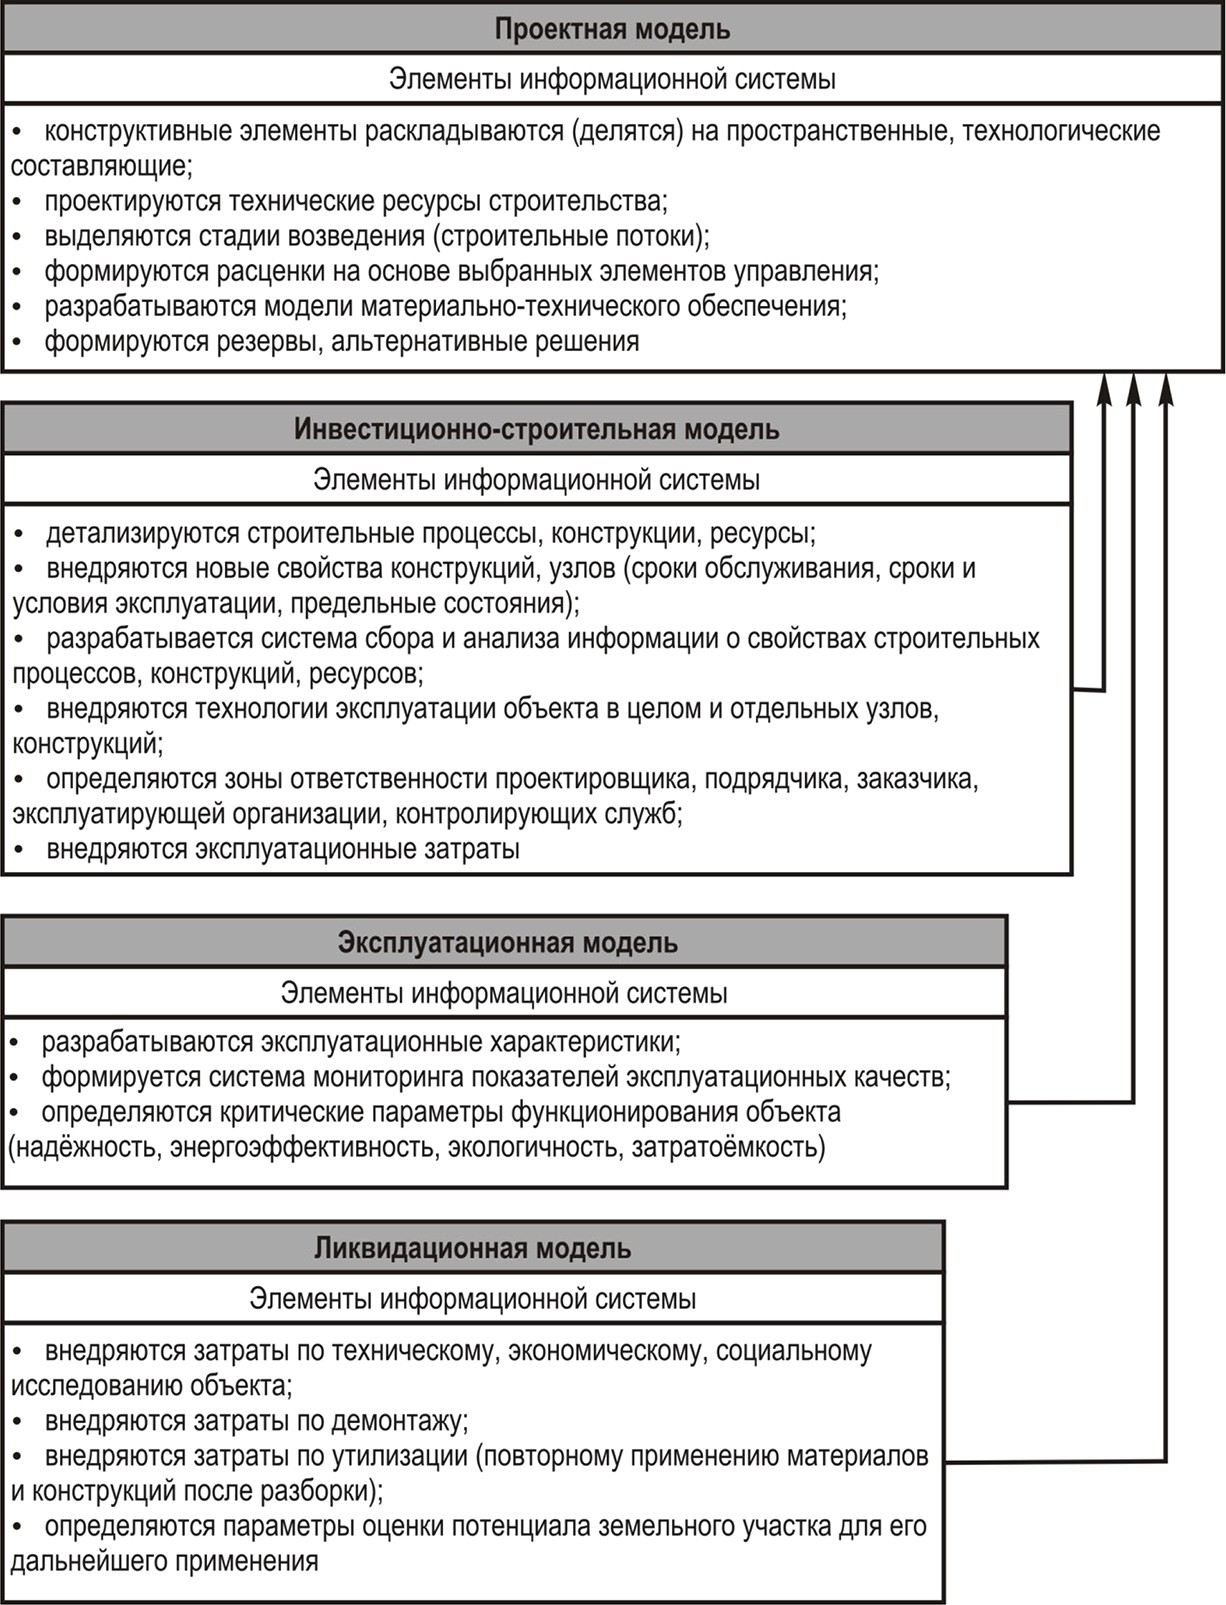 Проектная модель
Элементы информационной системы
• конструктивные элементы раскладываются (делятся) на пространственные, технологические
составляющие;
• проектируются технические ресурсы строительства;
• выделяются стадии возведения (строительные потоки);
• формируются расценки на основе выбранных элементов управления;
• разрабатываются модели материально-технического обеспечения;
• формируются резервы, альтернативные решения
Инвестиционно-строительная модель
Элементы информационной системы
• детализируются строительные процессы, конструкции, ресурсы;
• внедряются новые свойства конструкций, узлов (сроки обслуживания, сроки и
условия эксплуатации, предельные состояния);
• разрабатывается система сбора и анализа информации о свойствах строительных
процессов, конструкций, ресурсов;
• внедряются технологии эксплуатации объекта в целом и отдельных узлов,
конструкций;
• определяются зоны ответственности проектировщика, подрядчика, заказчика,
эксплуатирующей организации, контролирующих служб;
• внедряются эксплуатационные затраты
Эксплуатационная модель
Элементы информационной системы
• разрабатываются эксплуатационные характеристики;
• формируется система мониторинга показателей эксплуатационных качеств;
• определяются критические параметры функционирования объекта
(надёжность, энергоэффективность, экологичность, затратоёмкость)
Ликвидационная модель
Элементы информационной системы
• внедряются затраты по техническому, экономическому, социальному
исследованию объекта;
• внедряются затраты по демонтажу;
• внедряются затраты по утилизации (повторному применению материалов
и конструкций после разборки);
• определяются параметры оценки потенциала земельного участка для его
дальнейшего применения